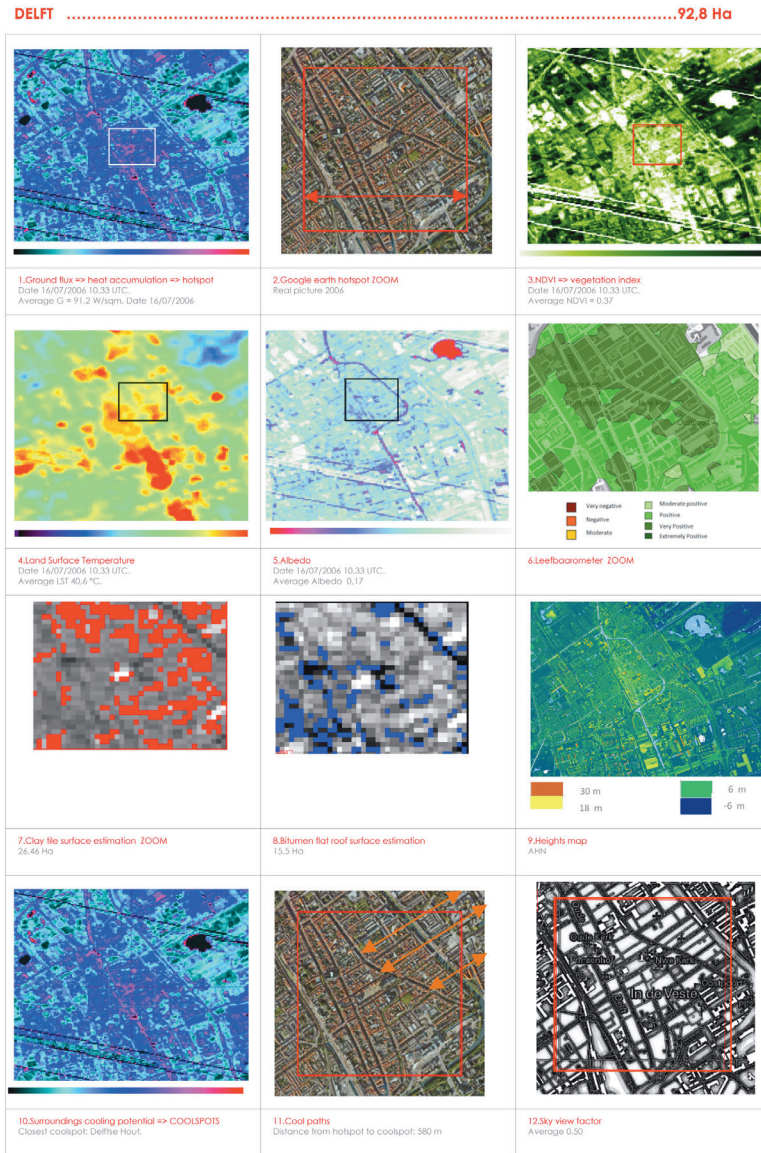 DELFT ................................................................................................92,8 Ha
1.Ground flux => heat accumulation => hotspot
Date 16/07/2006 10.33 UTC.
Average G = 91,2 W/sqm. Date 16/07/2006
2.Google earth hotspot ZOOM
Real picture 2006
3.NDVI => vegetation index
Date 16/07/2006 10.33 UTC.
Average NDVI = 0.37
Very negative
Negative
Moderate
Moderate positive
Positive
Very Positive
Extremely Positive
4.Land Surface Temperature
Date 16/07/2006 10.33 UTC.
Average LST 40,6 °C.
5.Albedo
Date 16/07/2006 10.33 UTC.
Average Albedo 0,17
6.Leefbaarometer ZOOM
30 m
18 m
6 m
-6 m
7.Clay tile surface estimation ZOOM
26,46 Ha
8.Bitumen flat roof surface estimation
15,5 Ha
9.Heights map
AHN
Oude Kerk
Prinsenhof
Nwe Kerk
In de Veste
10.Surroundings cooling potential => COOLSPOTS
Closest coolspot: Delftse Hout.
11.Cool paths
Distance from hotspot to coolspot: 580 m
12.Sky view factor
Average 0.50